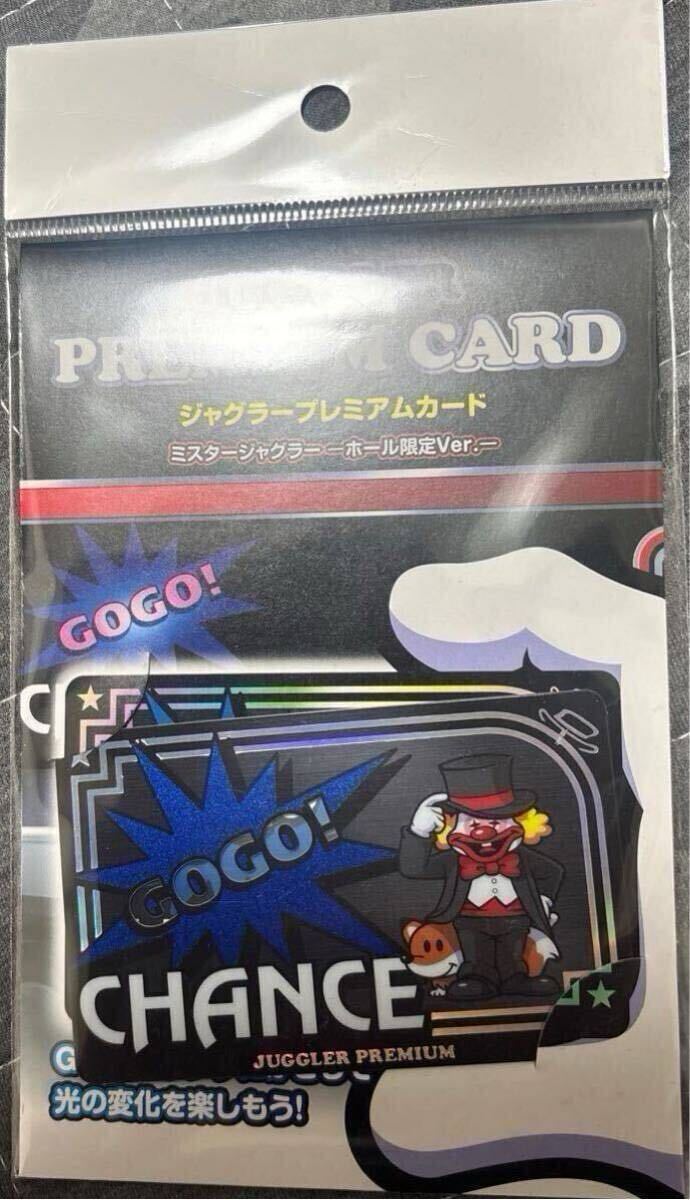 PREMIUM CARD
ジャグラープレミアムカード
ミスタージャグラー ーホール限定Ver.ー
GOGO!
GOGO!
CHANCE
JUGGLER PREMIUM
光の変化を楽しもう!